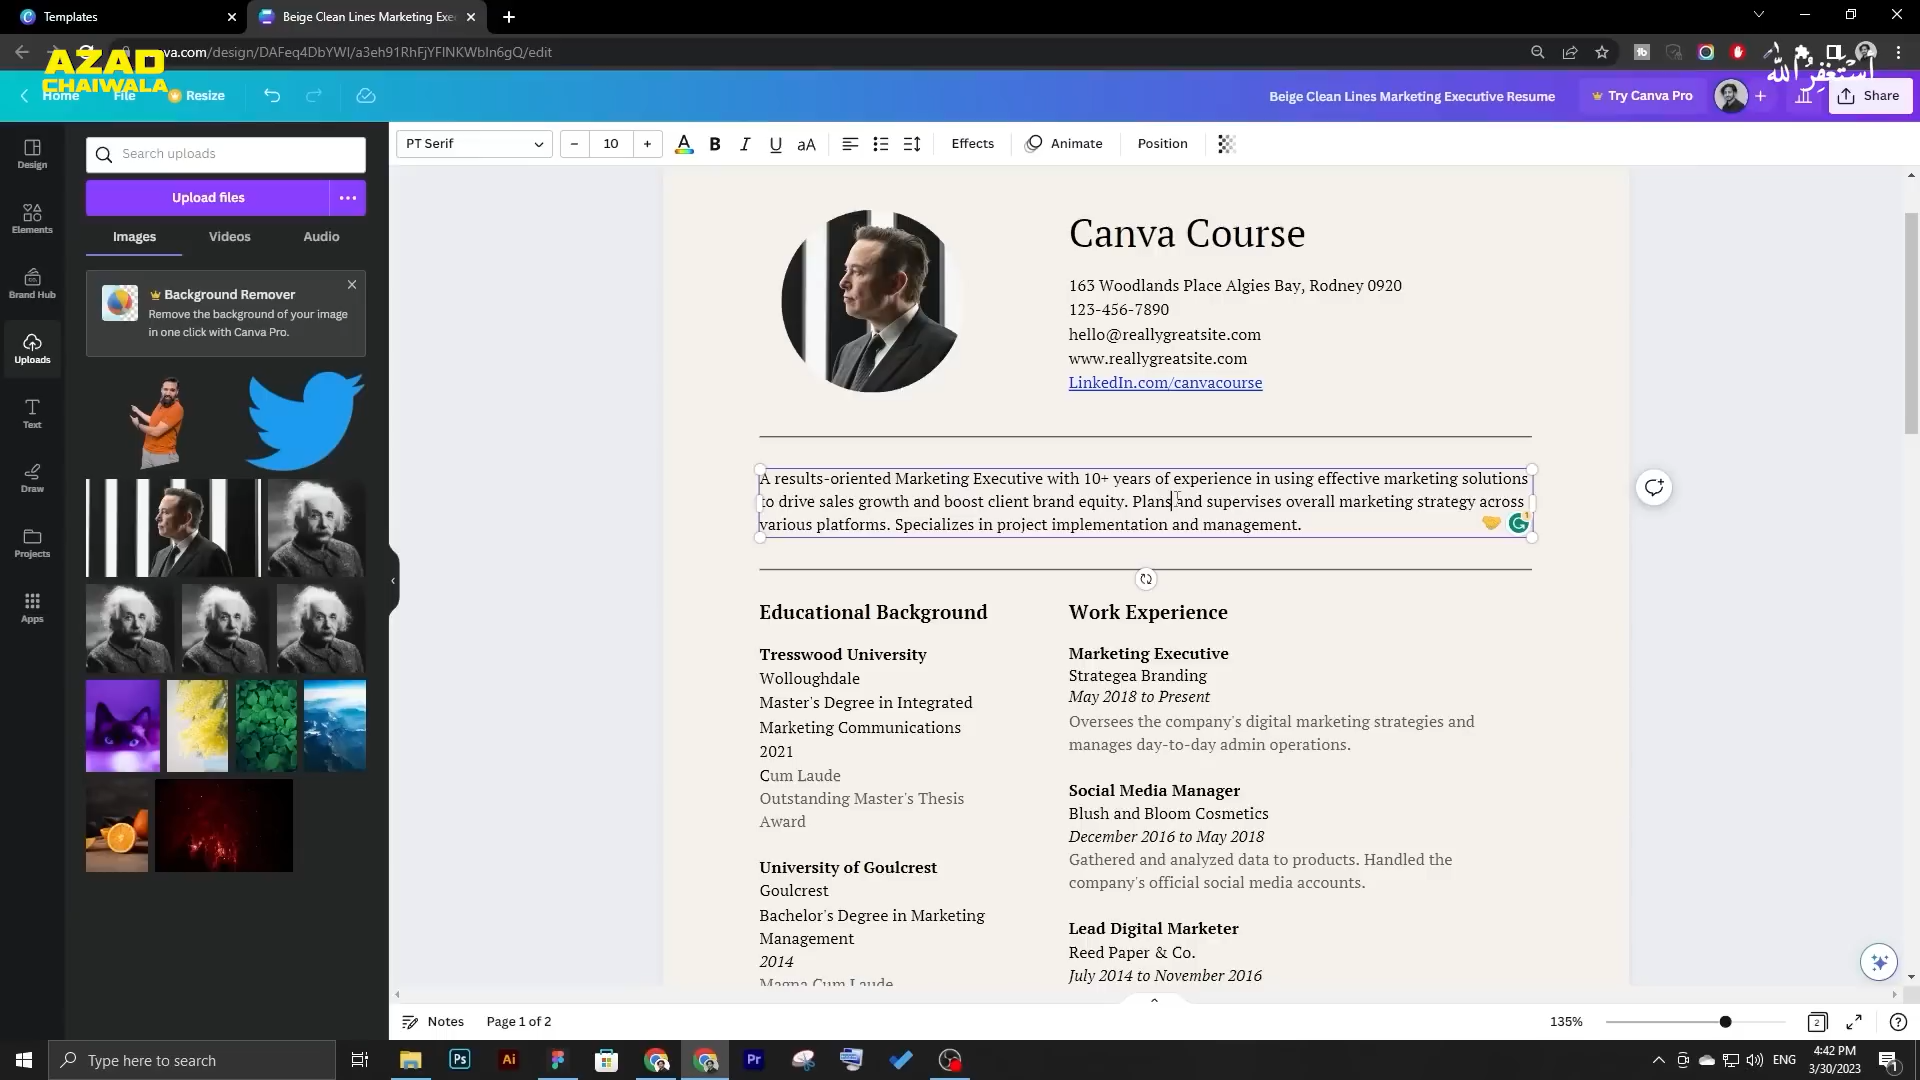 Templates
Beige Clean Lines Marketing Exe
va.com/design/DAFeq4DbYWI/a3eh91RhFjYFINKWbIn6gQ/edit
AZAD
CHAIWALA
أستغفر الله
Home
File
Resize
Beige Clean Lines Marketing Executive Resume
Try Canva Pro
Share
Design
Elements
Brand Hub
Uploads
Text
Draw
Projects
Apps
Search uploads
Upload files
Images
Videos
Audio
Background Remover
Remove the background of your image
in one click with Canva Pro.
PT Serif
10
A
B
I
U
aA
Effects
Animate
Position
Canva Course
163 Woodlands Place Algies Bay, Rodney 0920
123-456-7890
hello@reallygreatsite.com
www.reallygreatsite.com
LinkedIn.com/canvacourse
A results-oriented Marketing Executive with 10+ years of experience in using effective marketing solutions
to drive sales growth and boost client brand equity. Plans and supervises overall marketing strategy across
various platforms. Specializes in project implementation and management.
Educational Background
Tresswood University
Wolloughdale
Master's Degree in Integrated
Marketing Communications
2021
Cum Laude
Outstanding Master's Thesis
Award
University of Goulcrest
Goulcrest
Bachelor's Degree in Marketing
Management
2014
Magna Cum Laude
Work Experience
Marketing Executive
Strategea Branding
May 2018 to Present
Oversees the company's digital marketing strategies and
manages day-to-day admin operations.
Social Media Manager
Blush and Bloom Cosmetics
December 2016 to May 2018
Gathered and analyzed data to products. Handled the
company's official social media accounts.
Lead Digital Marketer
Reed Paper & Co.
July 2014 to November 2016
Notes
Page 1 of 2
135%
2
Type here to search
Ps
Ai
Pr
ENG
4:42 PM
3/30/2023
1